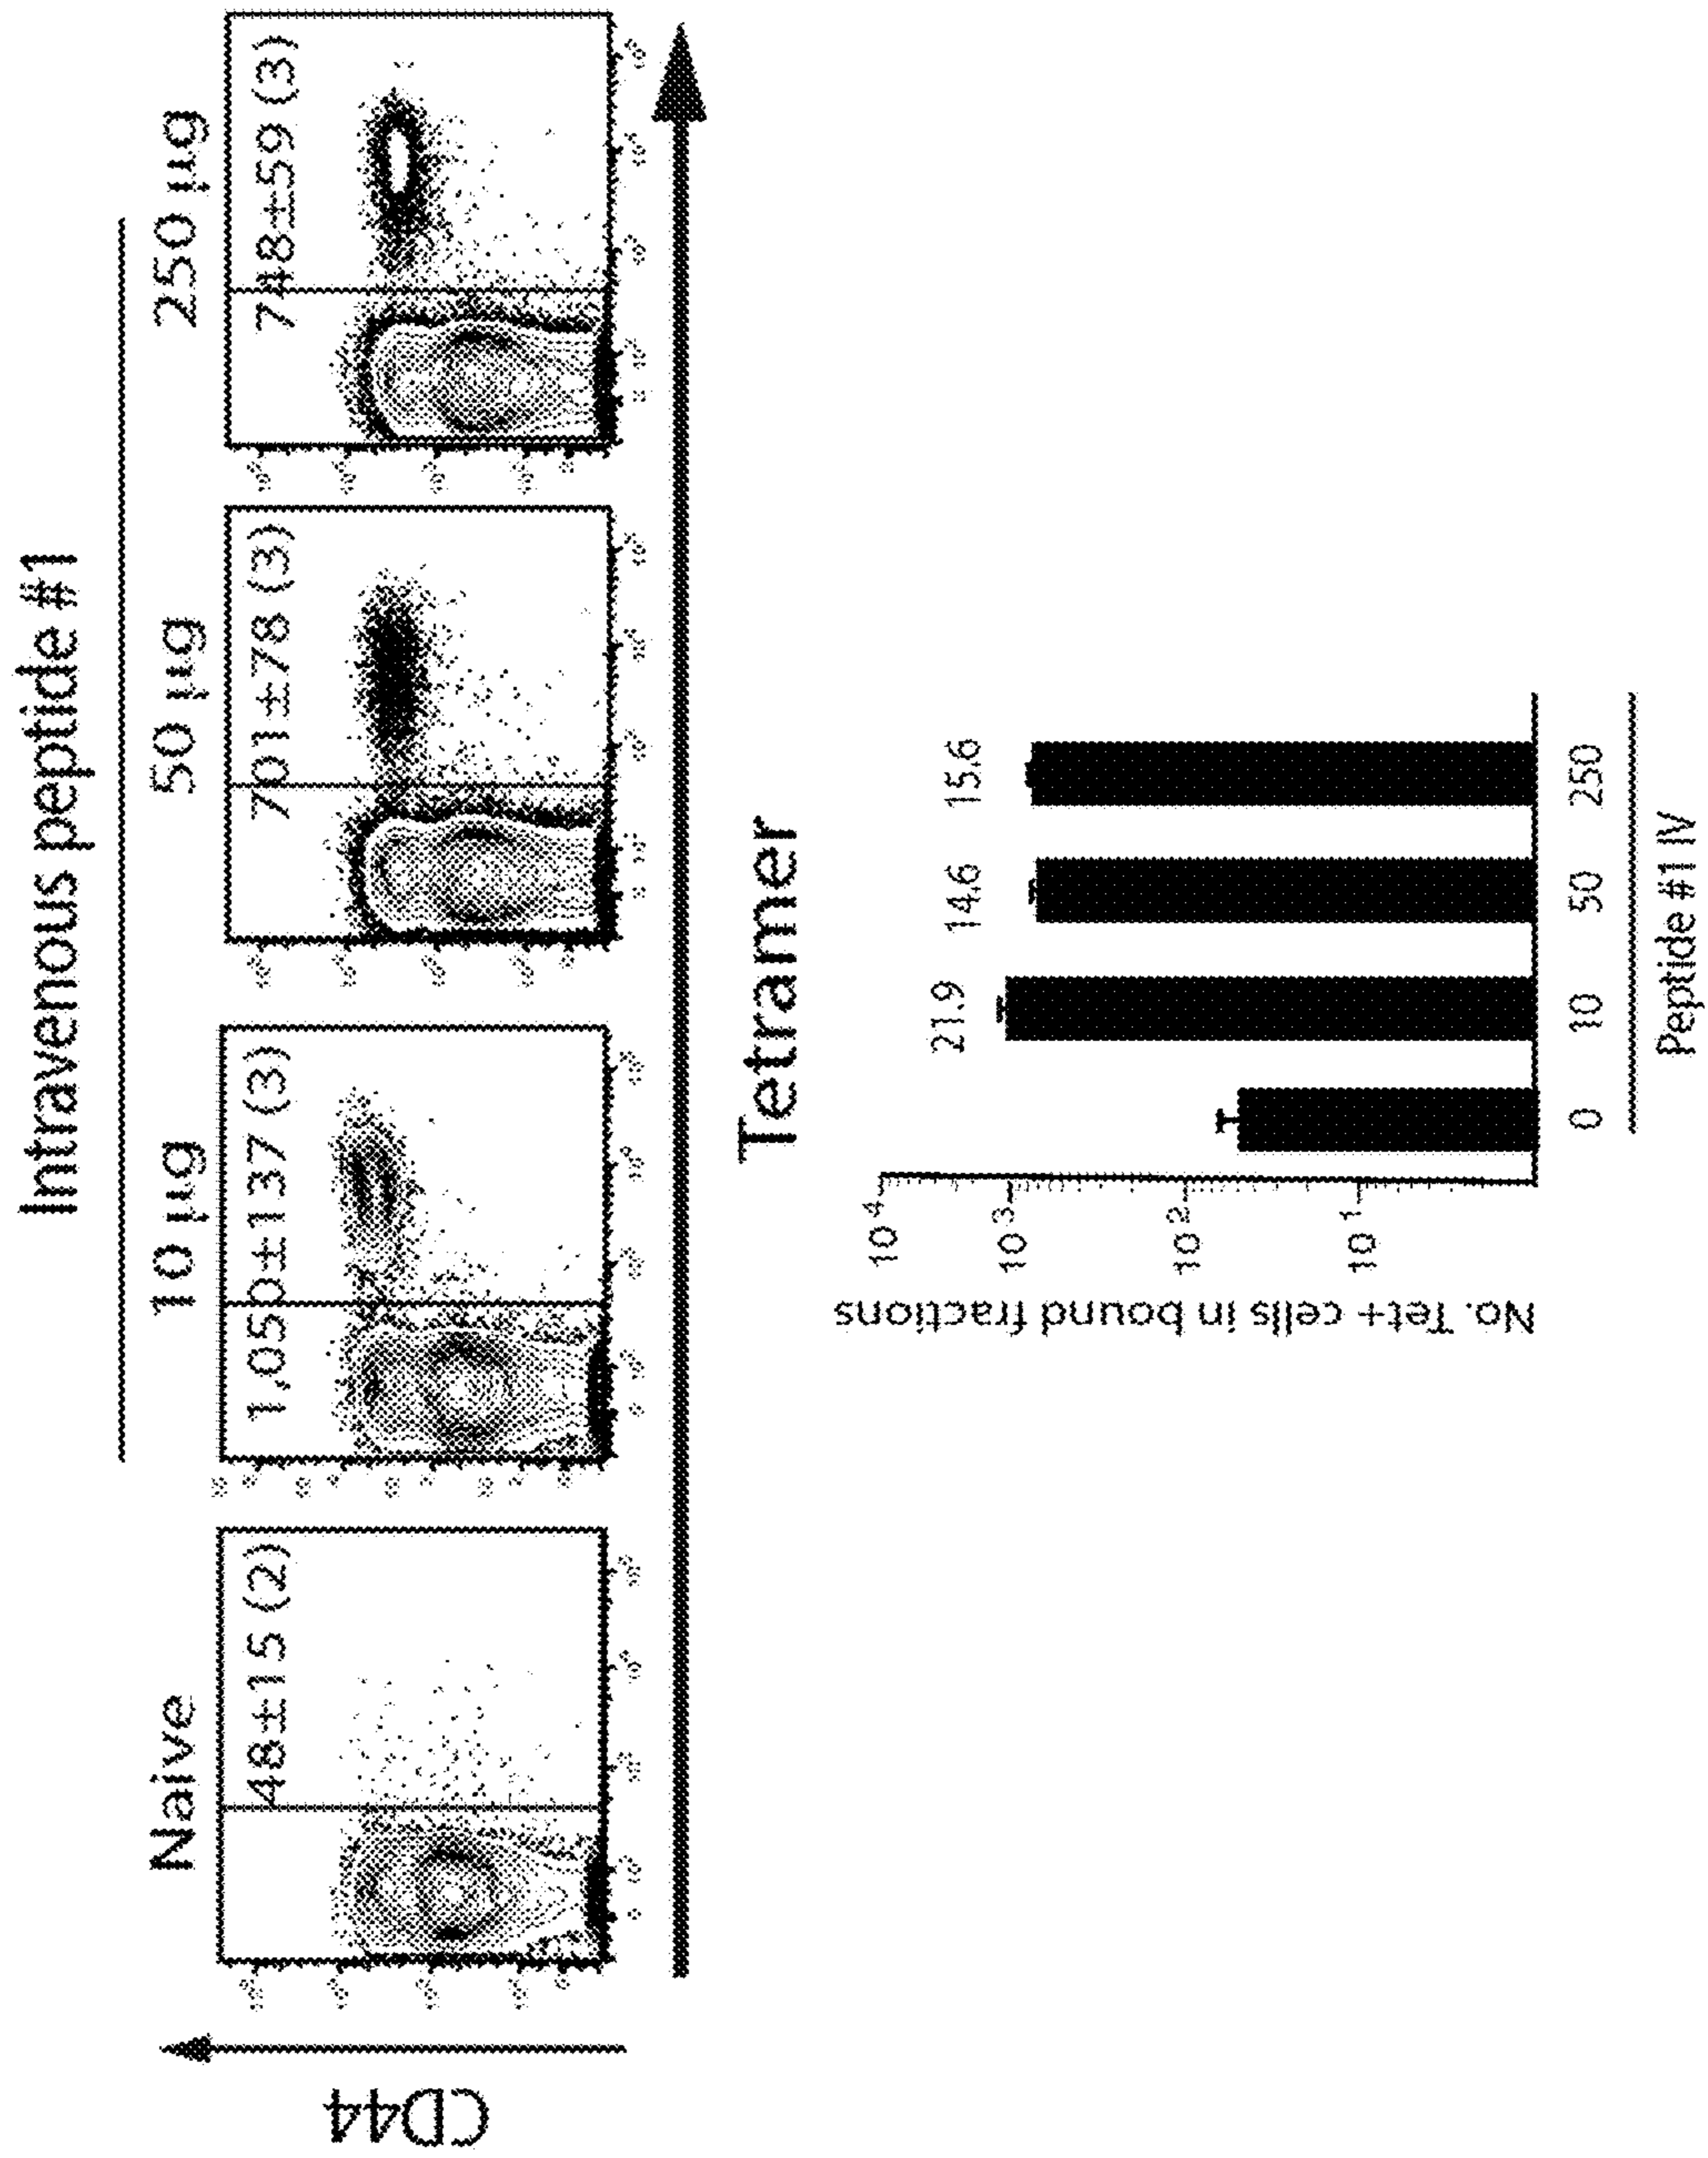 Intravenous peptide #1
Naive
10 µg
50 µg
250 µg
48±15 (2)
1,050±137 (3)
701±78 (3)
748±59 (3)
CD44
Tetramer
No. Tet+ cells in bound fractions
10⁴
10³
10²
10¹
21.9
14.6
15.6
0
10
50
250
Peptide #1 IV